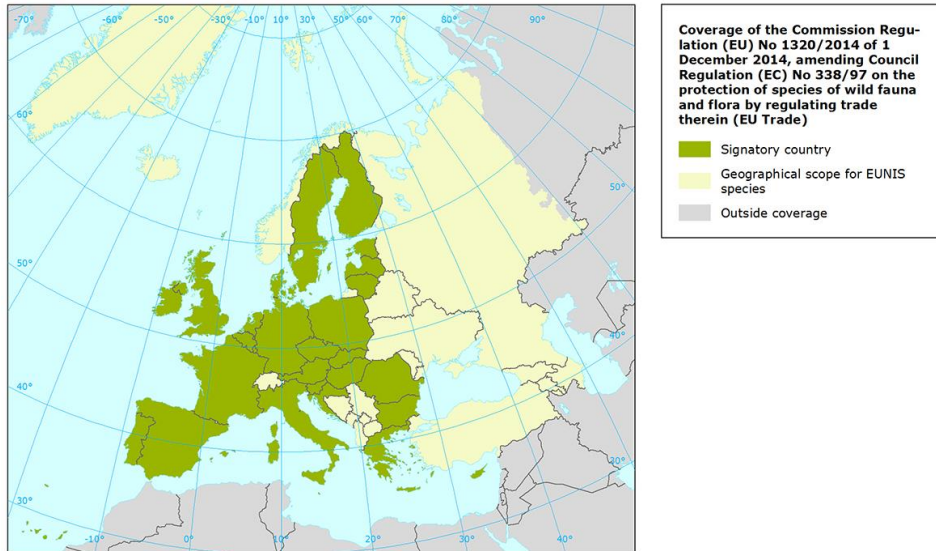 -70°
-60°
-50°
-30°
-10°
10°
30°
50°
60°
70°
80°
90°
60°
50°
40°
30°
50°
40°
30°
-10°
0°
10°
20°
30°
40°
Coverage of the Commission Regu-
lation (EU) No 1320/2014 of 1
December 2014, amending Council
Regulation (EC) No 338/97 on the
protection of species of wild fauna
and flora by regulating trade
therein (EU Trade)
Signatory country
Geographical scope for EUNIS
species
Outside coverage